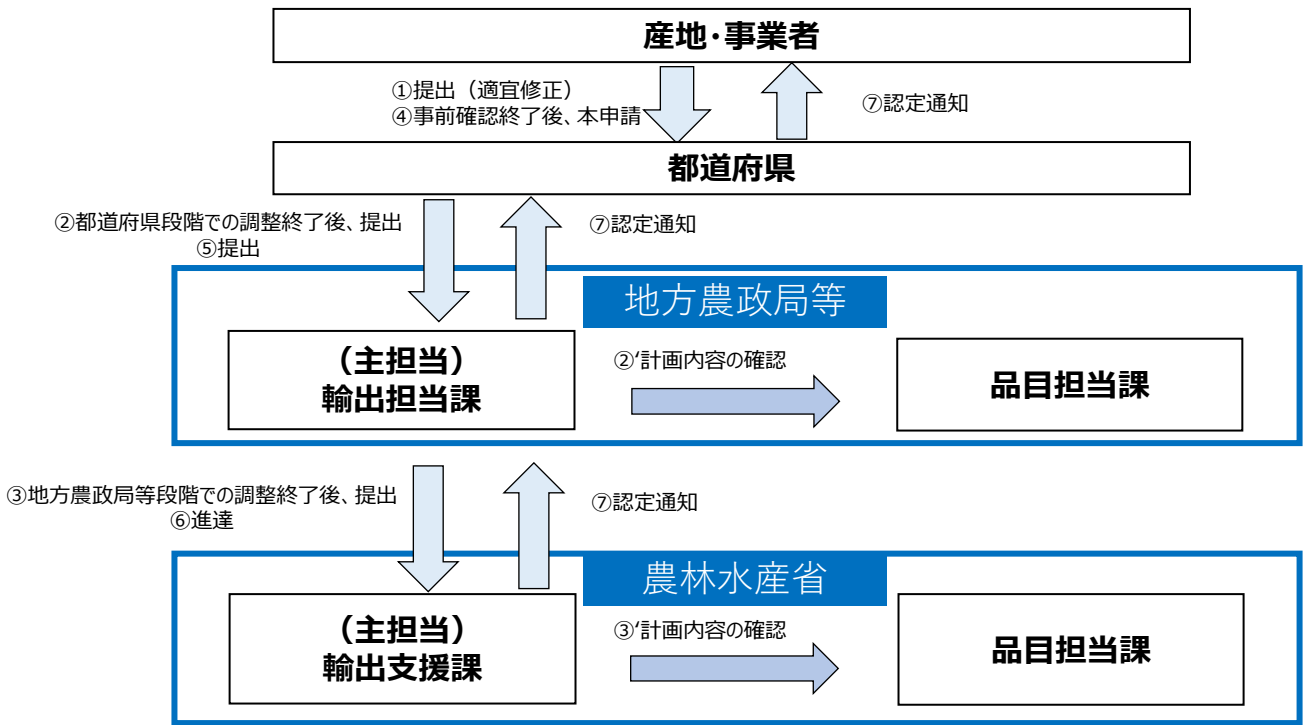 産地・事業者
①提出（適宜修正）
④事前確認終了後、本申請
⑦認定通知
都道府県
②都道府県段階での調整終了後、提出
⑤提出
⑦認定通知
地方農政局等
（主担当）
輸出担当課
②‘計画内容の確認
品目担当課
③地方農政局等段階での調整終了後、提出
⑥進達
⑦認定通知
農林水産省
（主担当）
輸出支援課
③‘計画内容の確認
品目担当課